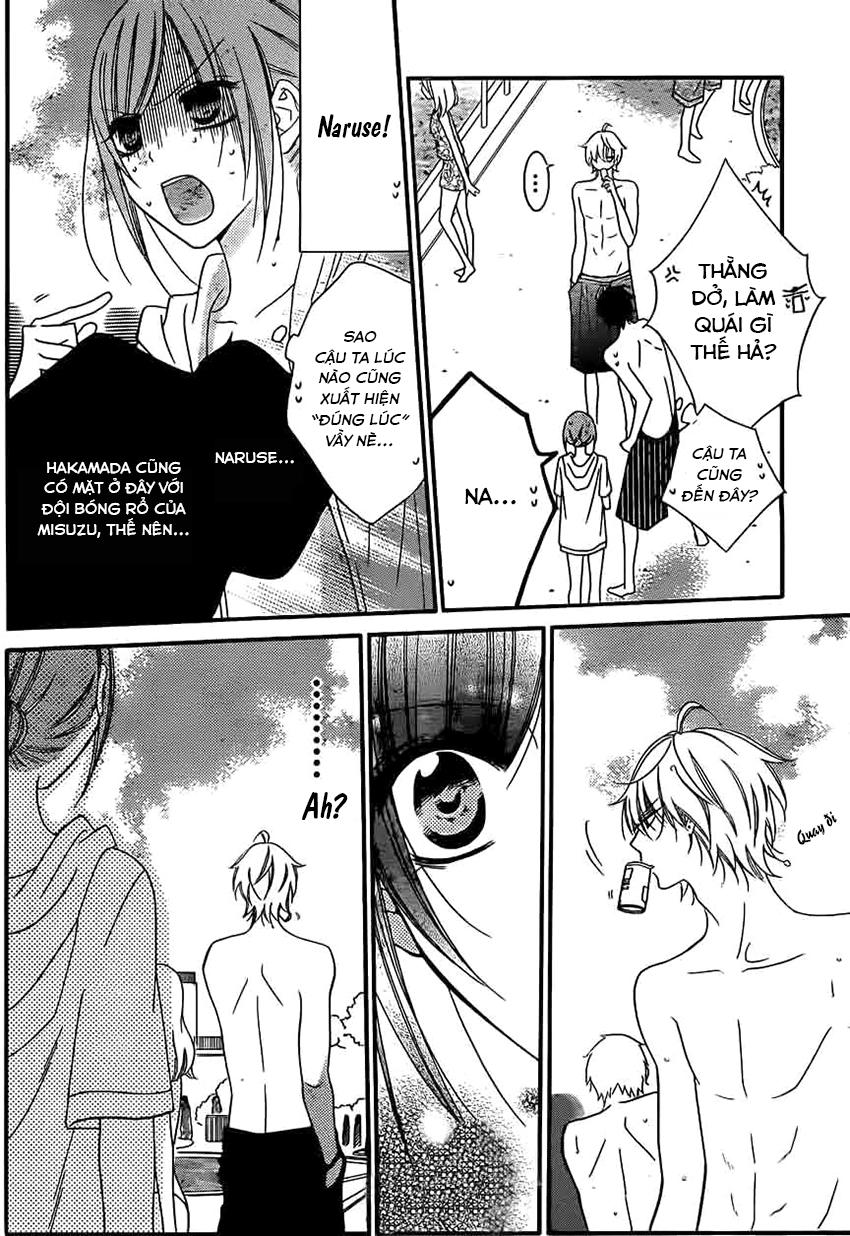 ...
THẰNG
DỞ, LÀM
QUÁI GÌ
THẾ HẢ?
CẬU TA
CŨNG
ĐẾN ĐÂY?
NA...
Naruse!
SAO
CẬU TA LÚC
NÀO CŨNG
XUẤT HIỆN
“ĐÚNG LÚC”
VẦY NÈ...
NARUSE...
HAKAMADA CŨNG
CÓ MẶT Ở ĐÂY VỚI
ĐỘI BÓNG RỔ CỦA
MISUZU, THẾ NÊN...
Quay đi
.........
Ah?